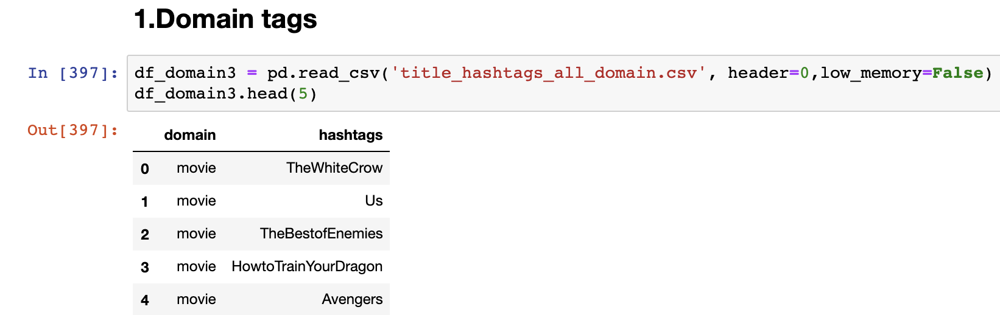 1.Domain tags
In [397]: df_domain3 = pd.read_csv('title_hashtags_all_domain.csv', header=0,low_memory=False)
df_domain3.head(5)
Out[397]:
domain hashtags
0 movie TheWhiteCrow
1 movie Us
2 movie TheBestofEnemies
3 movie HowtoTrainYourDragon
4 movie Avengers